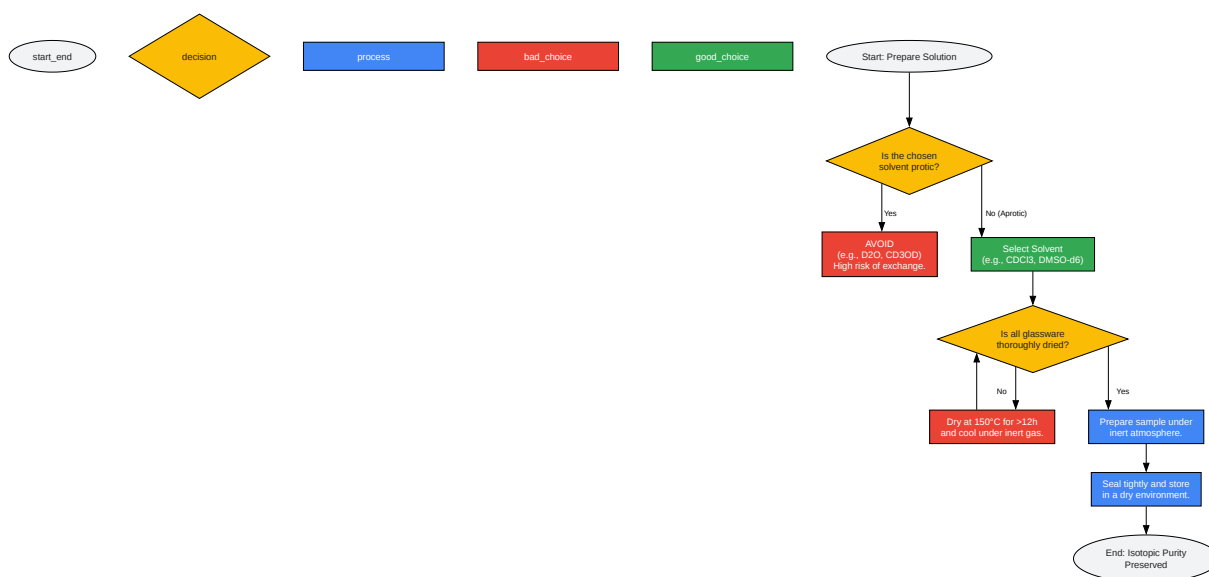 start_end
decision
process
bad_choice
good_choice
Start: Prepare Solution
Is the chosen
solvent protic?
Yes
No (Aprotic)
AVOID
(e.g., D2O, CD3OD)
High risk of exchange.
Select Solvent
(e.g., CDCl3, DMSO-d6)
Is all glassware
thoroughly dried?
No
Yes
Dry at 150°C for >12h
and cool under inert gas.
Prepare sample under
inert atmosphere.
Seal tightly and store
in a dry environment.
End: Isotopic Purity
Preserved